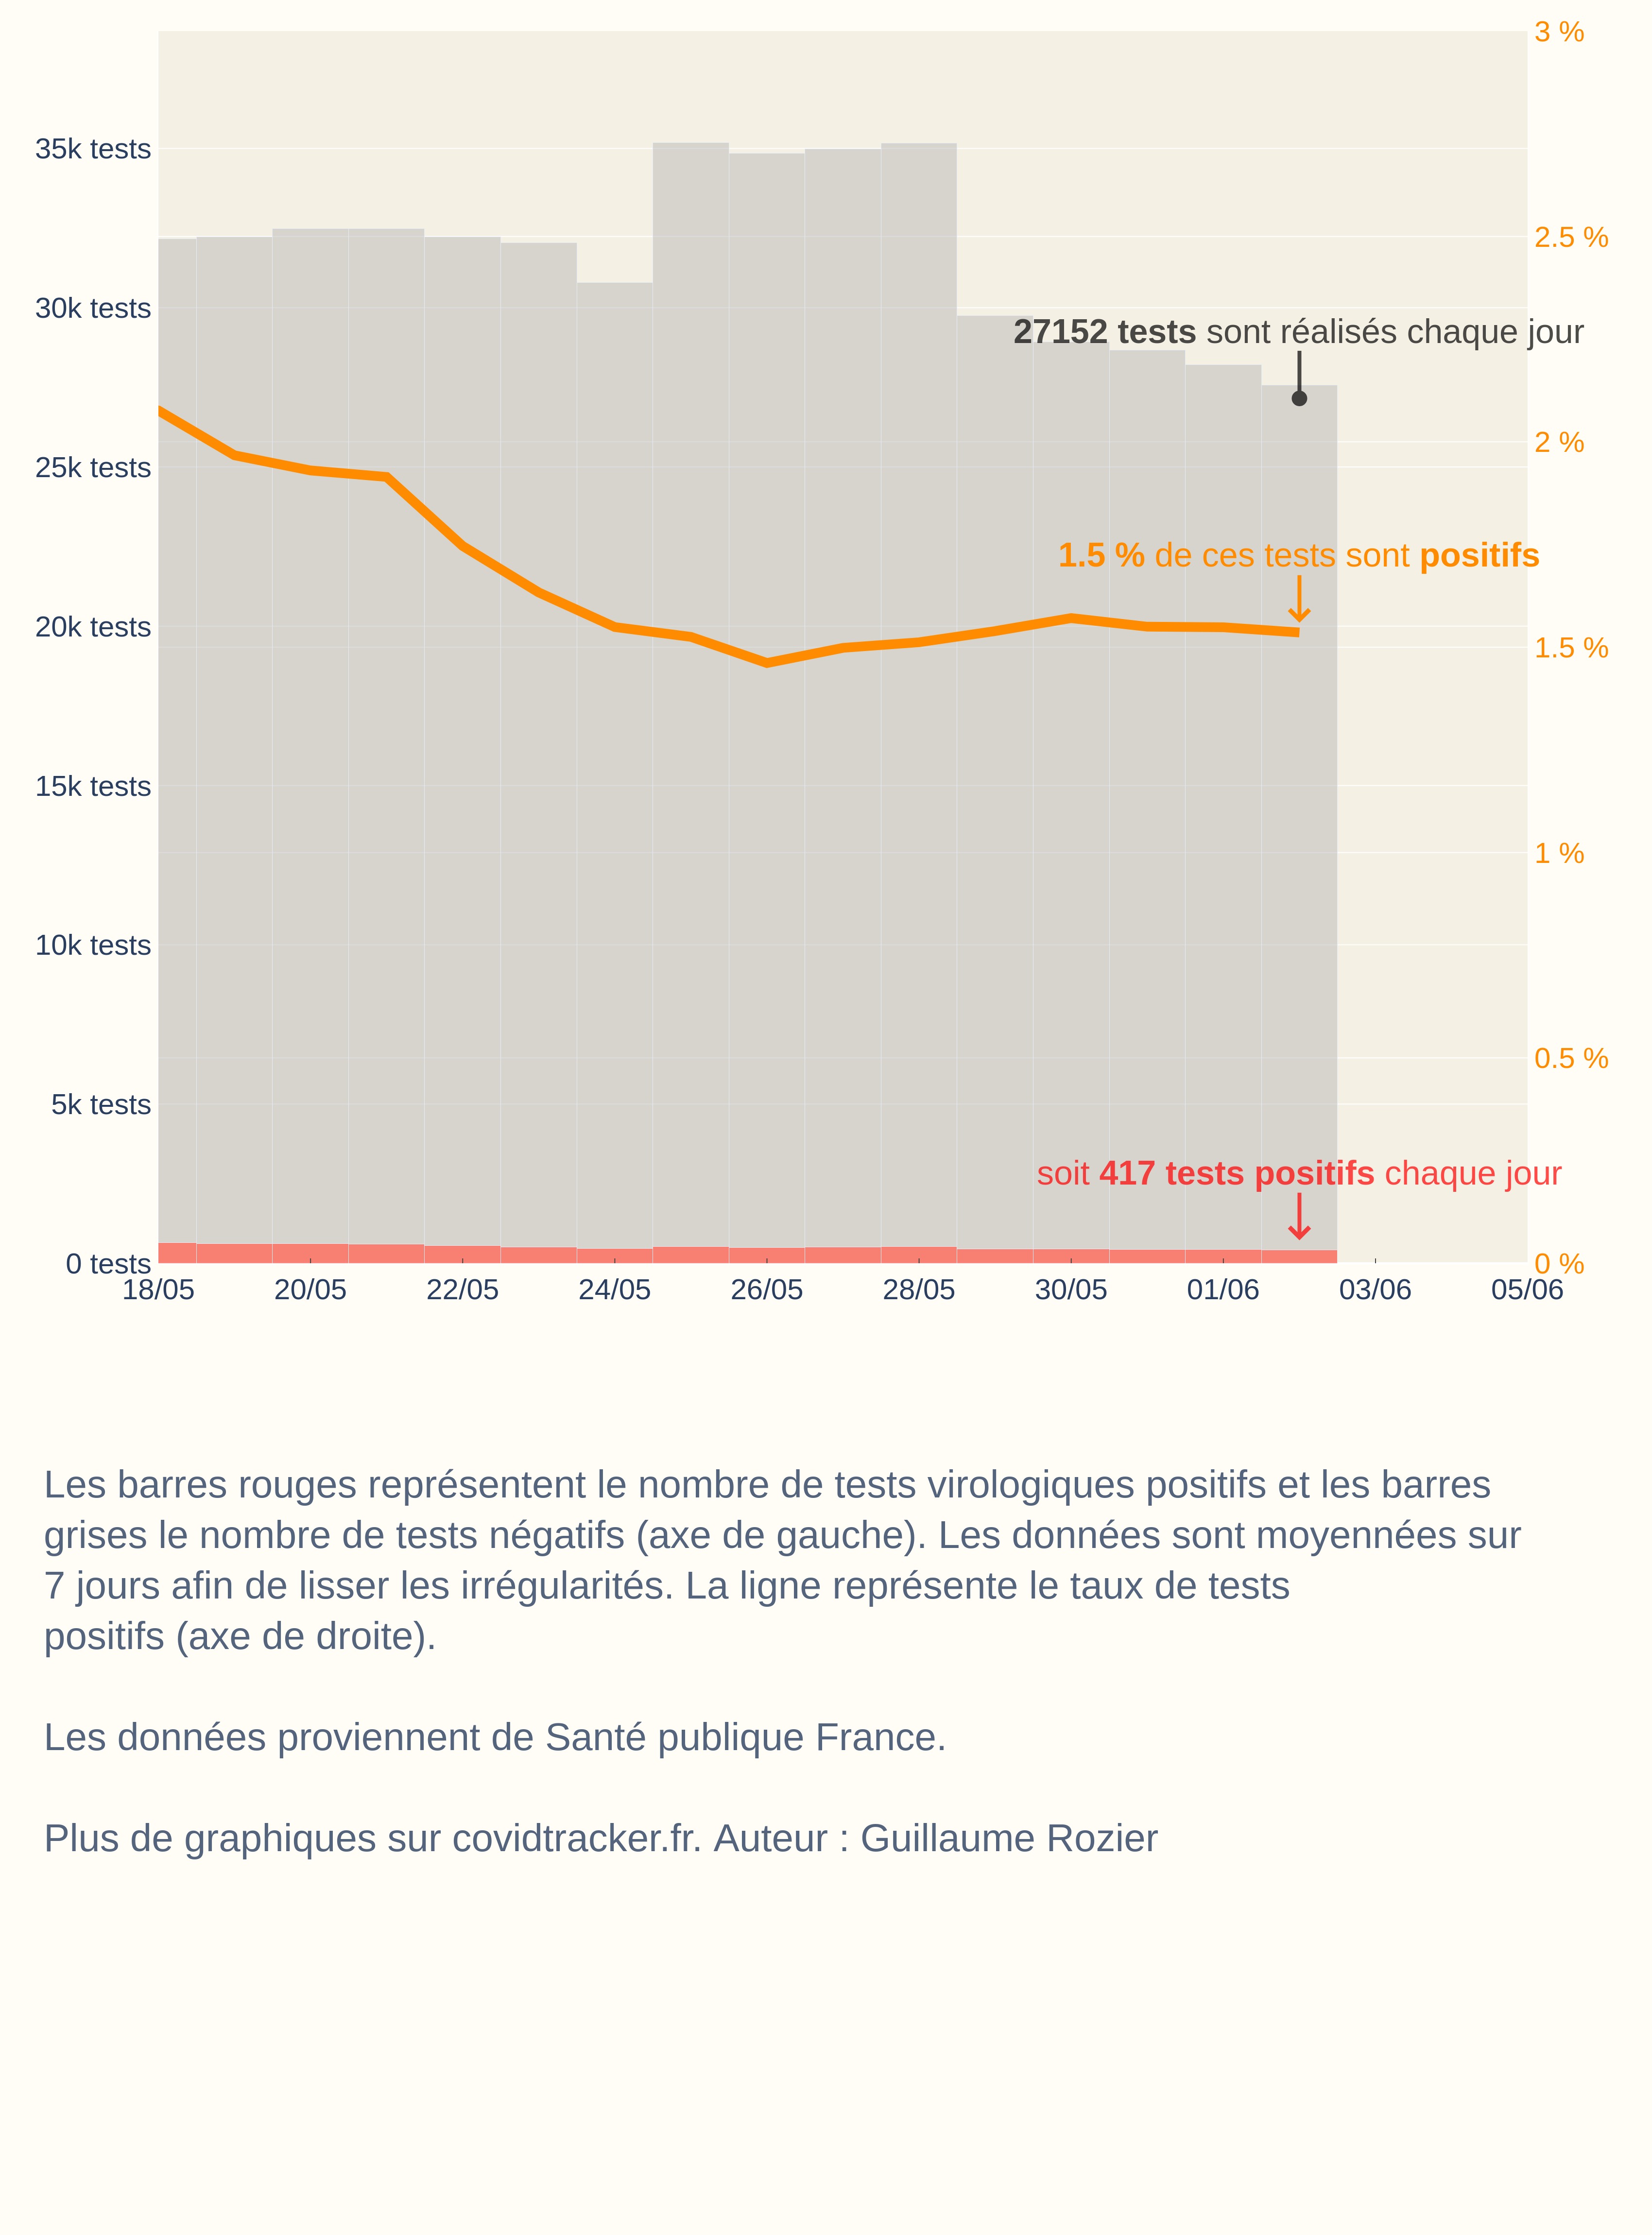 3 %
35k tests
2.5 %
30k tests
27152 tests sont réalisés chaque jour
2 %
25k tests
1.5 % de ces tests sont positifs
20k tests
1.5 %
15k tests
1 %
10k tests
0.5 %
5k tests
soit 417 tests positifs chaque jour
0 tests
0 %
18/05 20/05 22/05 24/05 26/05 28/05 30/05 01/06 03/06 05/06
Les barres rouges représentent le nombre de tests virologiques positifs et les barres
grises le nombre de tests négatifs (axe de gauche). Les données sont moyennées sur
7 jours afin de lisser les irrégularités. La ligne représente le taux de tests
positifs (axe de droite).
Les données proviennent de Santé publique France.
Plus de graphiques sur covidtracker.fr. Auteur : Guillaume Rozier